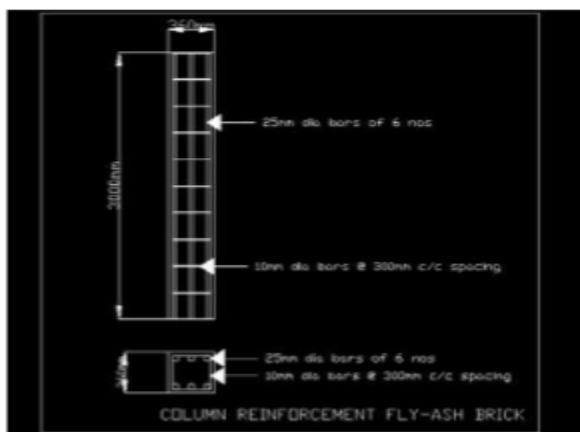 360mm
25mm dia bars of 6 nos
3000mm
10mm dia bars @ 300mm c/c spacing
25mm dia bars of 6 nos
10mm dia bars @ 300mm c/c spacing
COLUMN REINFORCEMENT FLY-ASH BRICK